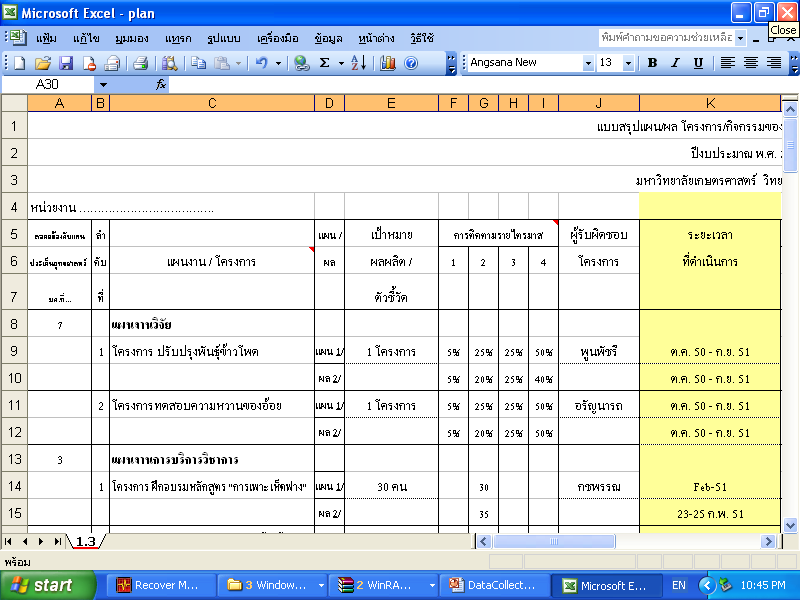 Microsoft Excel - plan
Close
แฟ้ม แก้ไข มุมมอง แทรก รูปแบบ เครื่องมือ ข้อมูล หน้าต่าง วิธีใช้ พิมพ์คำถามขอความช่วยเหลือ
Angsana New 13 B I U
A30 fx
A B C D E F G H I J K
1 แบบสรุปแผน/ผล โครงการ/กิจกรรมของ
2 ปีงบประมาณ พ.ศ.
3 มหาวิทยาลัยเกษตรศาสตร์ วิทย
4 หน่วยงาน ......................................
5 สอดคล้องกับแผน ลำ แผน / เป้าหมาย การติดตามรายไตรมาส ผู้รับผิดชอบ ระยะเวลา
6 ประเด็นยุทธศาสตร์ ดับ แผนงาน / โครงการ ผล ผลผลิต / 1 2 3 4 โครงการ ที่ดำเนินการ
7 มก.ที่... ที่ ตัวชี้วัด
8 7 แผนงานวิจัย
9 1 โครงการ ปรับปรุงพันธุ์ข้าวโพด แผน 1/ 1 โครงการ 5% 25% 25% 50% พูนพัชรี ต.ค. 50 - ก.ย. 51
10 ผล 2/ 5% 20% 25% 40% ต.ค. 50 - ก.ย. 51
11 2 โครงการทดสอบความหวานของอ้อย แผน 1/ 1 โครงการ 5% 25% 25% 50% อรัญนารถ ต.ค. 50 - ก.ย. 51
12 ผล 2/ 5% 20% 25% 50% ต.ค. 50 - ก.ย. 51
13 3 แผนงานการบริการวิชาการ
14 1 โครงการ ฝึกอบรมหลักสูตร "การเพาะเห็ดฟาง" แผน 1/ 30 คน 30 กชพรรณ Feb-51
15 ผล 2/ 35 23-25 ก.พ. 51
1.3
พร้อม
start Recover M... 3 Window... 2 WinRA... DataCollect... Microsoft E... EN 10:45 PM